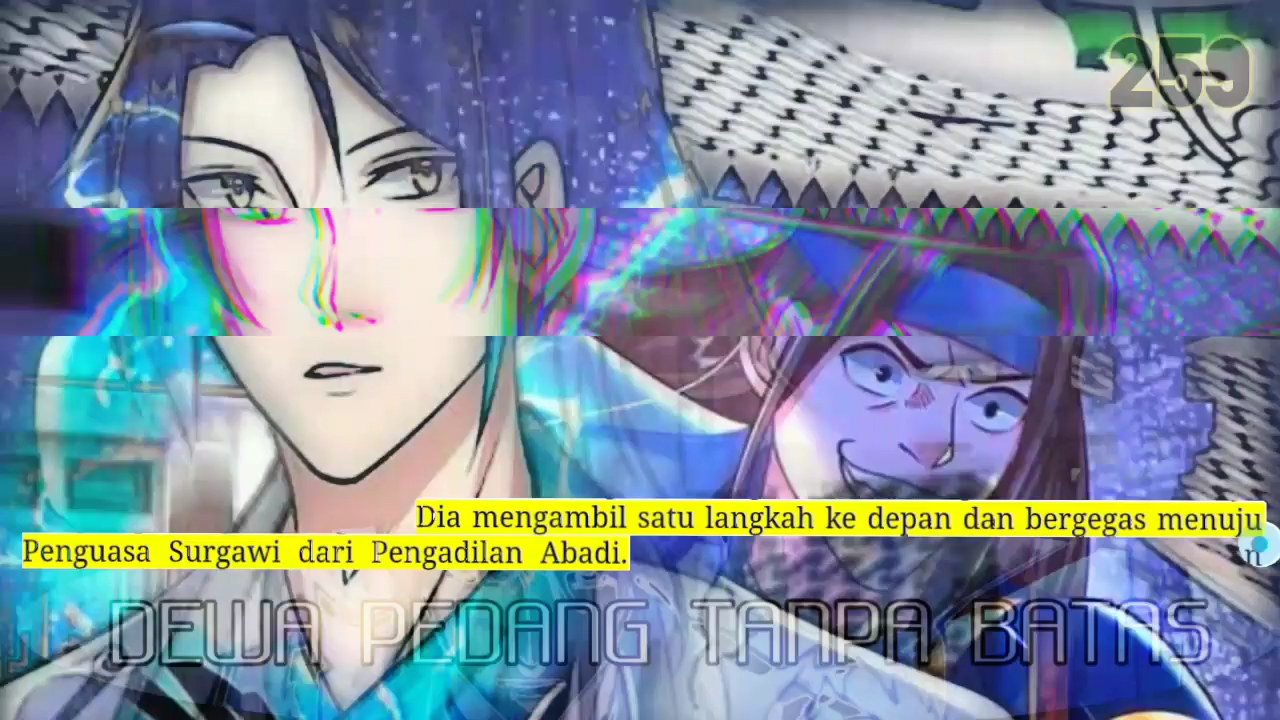 259
Dia mengambil satu langkah ke depan dan bergegas menuju
Penguasa Surgawi dari Pengadilan Abadi.
n
DEWA PEDANG TANPA BATAS